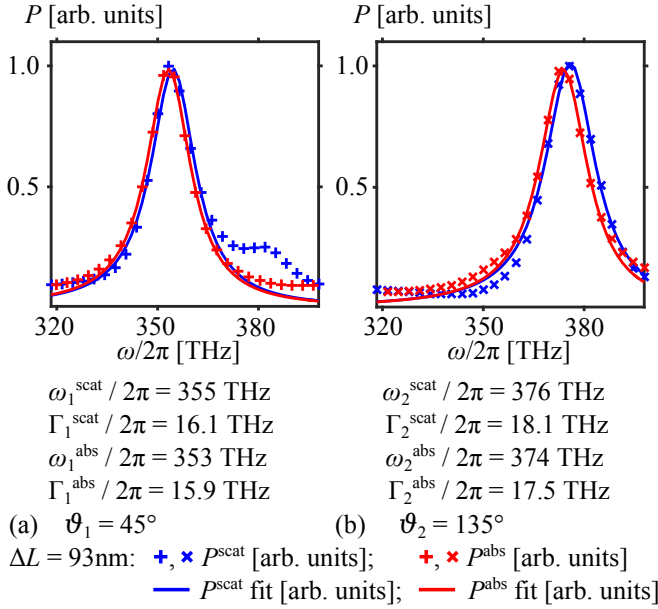 P [arb. units] P [arb. units]
1.0 1.0
0.5 0.5
320 350 380 320 350 380
ω/2π [THz] ω/2π [THz]
ω₁ˢᶜᵃᵗ / 2π = 355 THz ω₂ˢᶜᵃᵗ / 2π = 376 THz
Γ₁ˢᶜᵃᵗ / 2π = 16.1 THz Γ₂ˢᶜᵃᵗ / 2π = 18.1 THz
ω₁ᵃᵇˢ / 2π = 353 THz ω₂ᵃᵇˢ / 2π = 374 THz
Γ₁ᵃᵇˢ / 2π = 15.9 THz Γ₂ᵃᵇˢ / 2π = 17.5 THz
(a) ϑ₁ = 45° (b) ϑ₂ = 135°
ΔL = 93nm: +, × Pˢᶜᵃᵗ [arb. units]; +, × Pᵃᵇˢ [arb. units]
Pˢᶜᵃᵗ fit [arb. units]; Pᵃᵇˢ fit [arb. units]